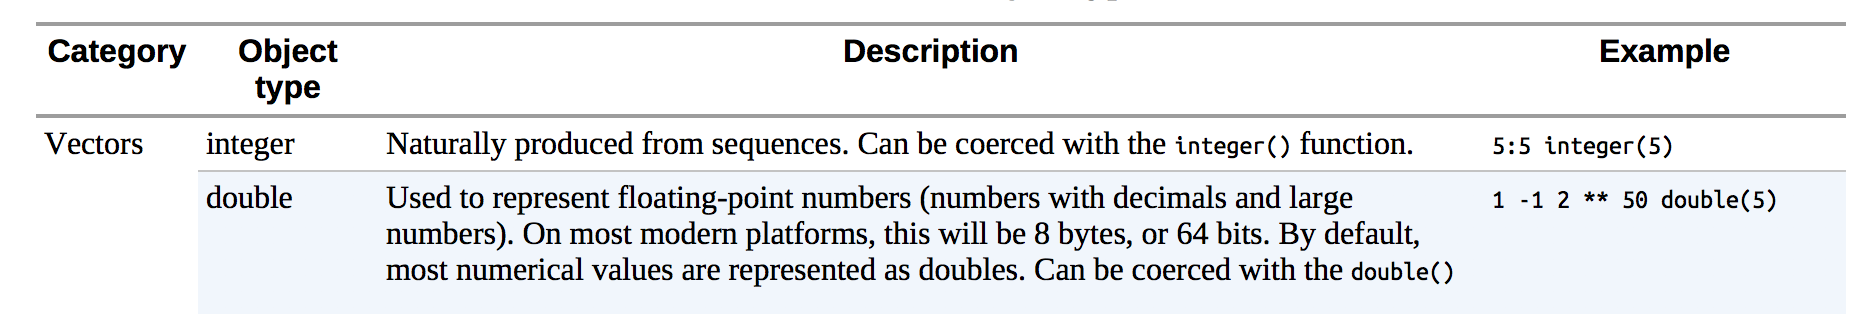 Category Object type Description Example
Vectors integer Naturally produced from sequences. Can be coerced with the integer() function. 5:5 integer(5)
double Used to represent floating-point numbers (numbers with decimals and large 1 -1 2 ** 50 double(5)
numbers). On most modern platforms, this will be 8 bytes, or 64 bits. By default,
most numerical values are represented as doubles. Can be coerced with the double()